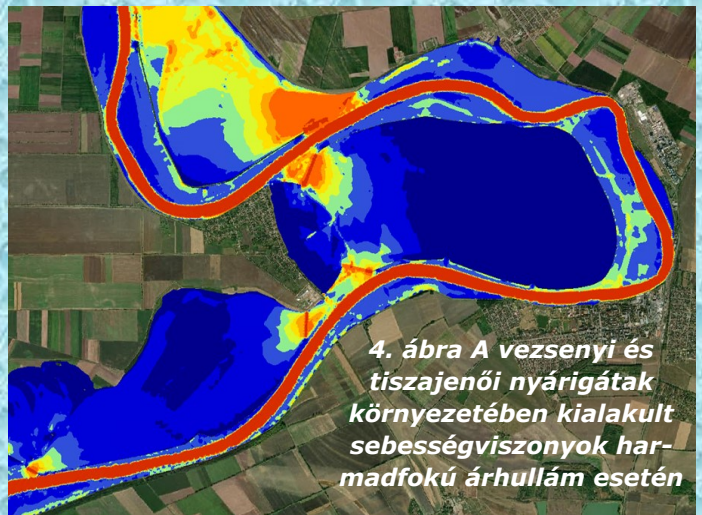 4. ábra A vezsenyi és
tiszajenői nyárigátak
környezetében kialakult
sebességviszonyok har-
madfokú árhullám esetén